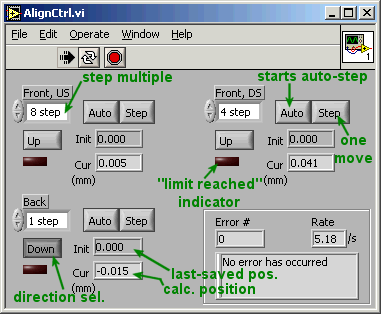 AlignCtrl.vi
File Edit Operate Window Help
1
step multiple
starts auto-step
Front, US
Front, DS
8 step Auto Step
4 step Auto Step
Up Init 0.000
Up Init 0.000
one move
Cur 0.005
(mm)
Cur 0.041
(mm)
"limit reached" indicator
Back
1 step Auto Step
Down Init 0.000
Cur -0.015
(mm)
last-saved pos.
calc. position
direction sel.
Error # Rate
0 5.18 /s
No error has occurred